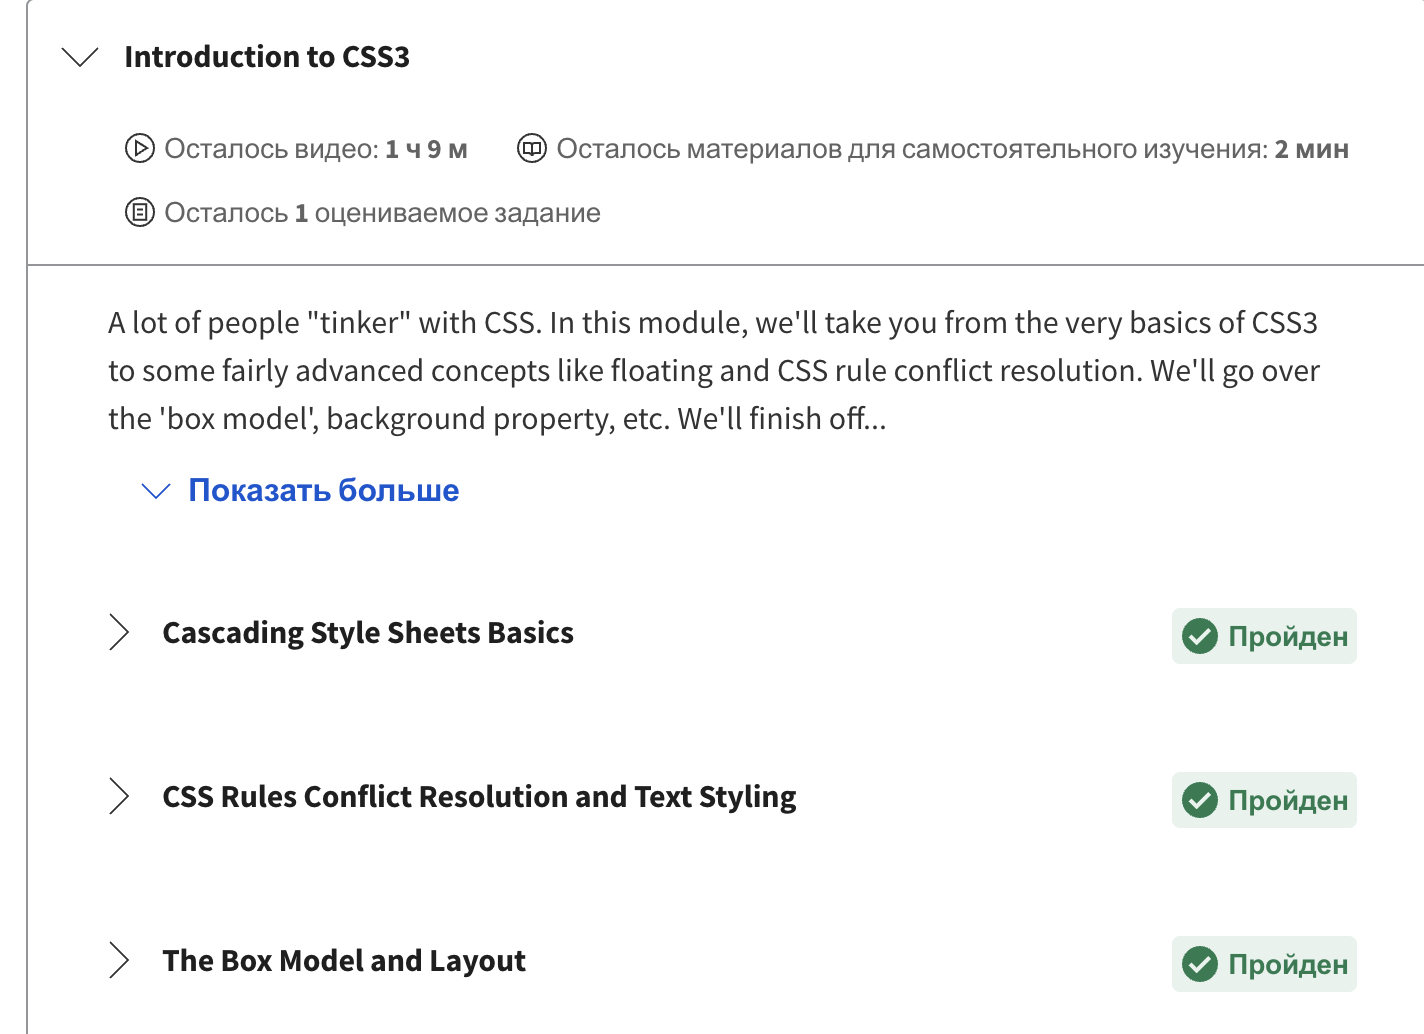 Introduction to CSS3
Осталось видео: 1 ч 9 м Осталось материалов для самостоятельного изучения: 2 мин
Осталось 1 оцениваемое задание
A lot of people "tinker" with CSS. In this module, we'll take you from the very basics of CSS3
to some fairly advanced concepts like floating and CSS rule conflict resolution. We'll go over
the 'box model', background property, etc. We'll finish off...
Показать больше
Cascading Style Sheets Basics Пройден
CSS Rules Conflict Resolution and Text Styling Пройден
The Box Model and Layout Пройден